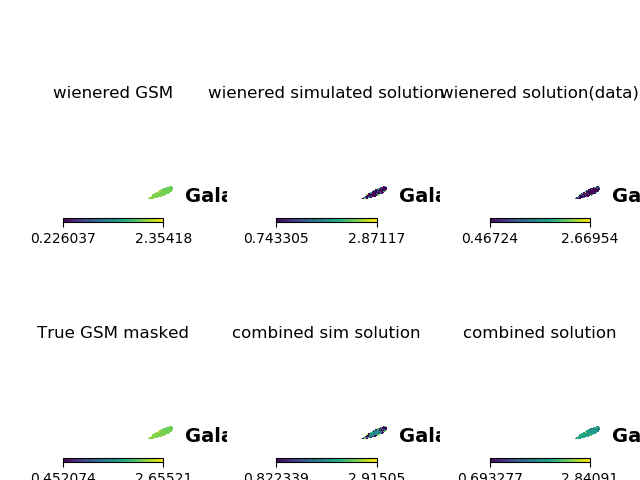 wienered GSM wienered simulated solution wienered solution(data)
Gala Gala Ga
0.226037 2.35418 0.743305 2.87117 0.46724 2.66954
True GSM masked combined sim solution combined solution
Gala Gala Ga
0.452074 2.65521 0.822339 2.91505 0.693277 2.84091